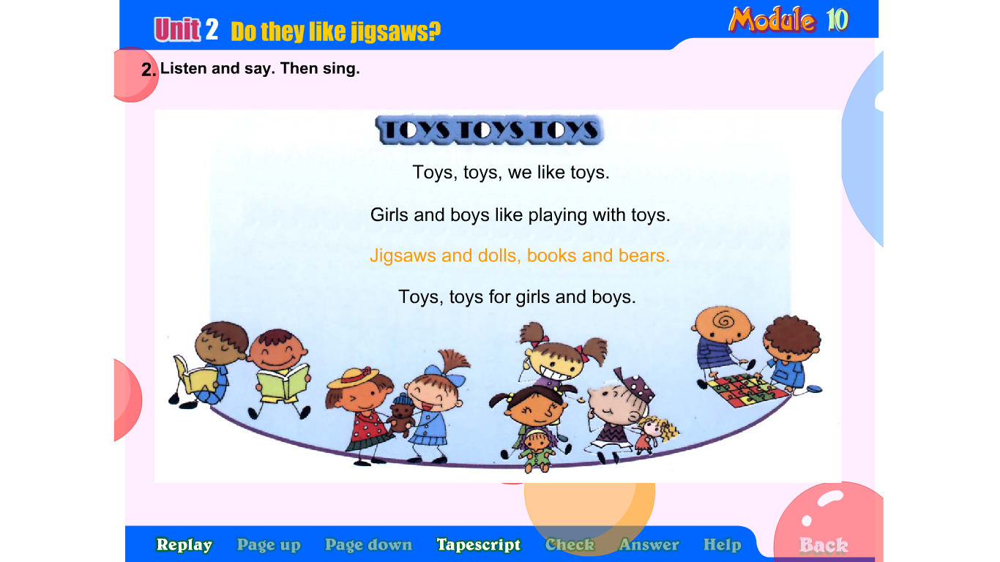 Unit 2 Do they like jigsaws?
Module 10
2. Listen and say. Then sing.
TOYS TOYS TOYS
Toys, toys, we like toys.
Girls and boys like playing with toys.
Jigsaws and dolls, books and bears.
Toys, toys for girls and boys.
Replay Page up Page down Tapescript Check Answer Help Back